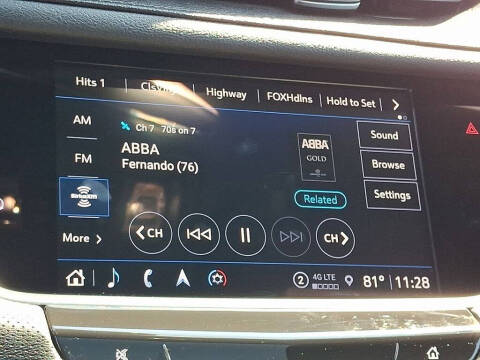 Hits 1 Highway FOXHdlns Hold to Set
AM
Ch 7 70s on 7
ABBA
Fernando (76)
FM
SiriusXM
More
ABBA
GOLD
Related
Sound
Browse
Settings
CH
CH
2 4G LTE 81° 11:28